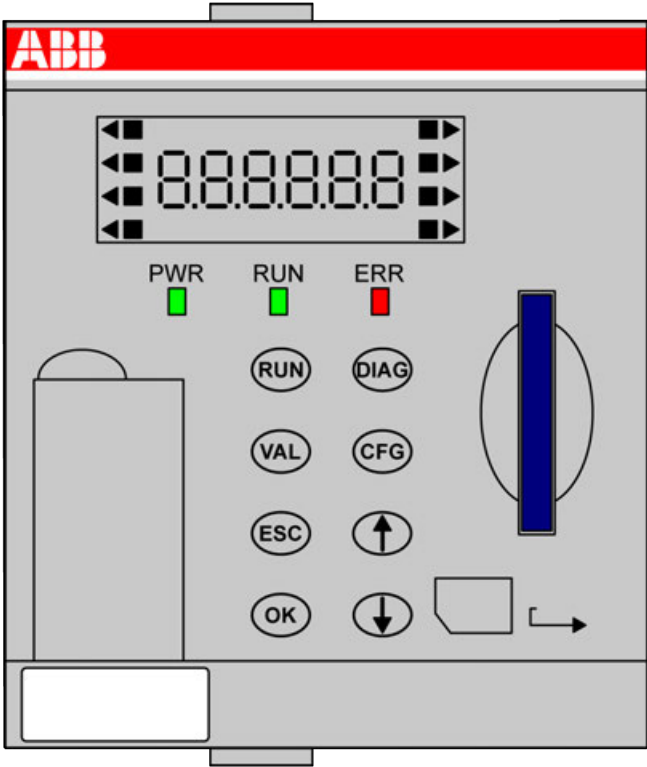 ABB
8.8.8.8.8.8
PWR RUN ERR
RUN DIAG
VAL CFG
ESC
OK